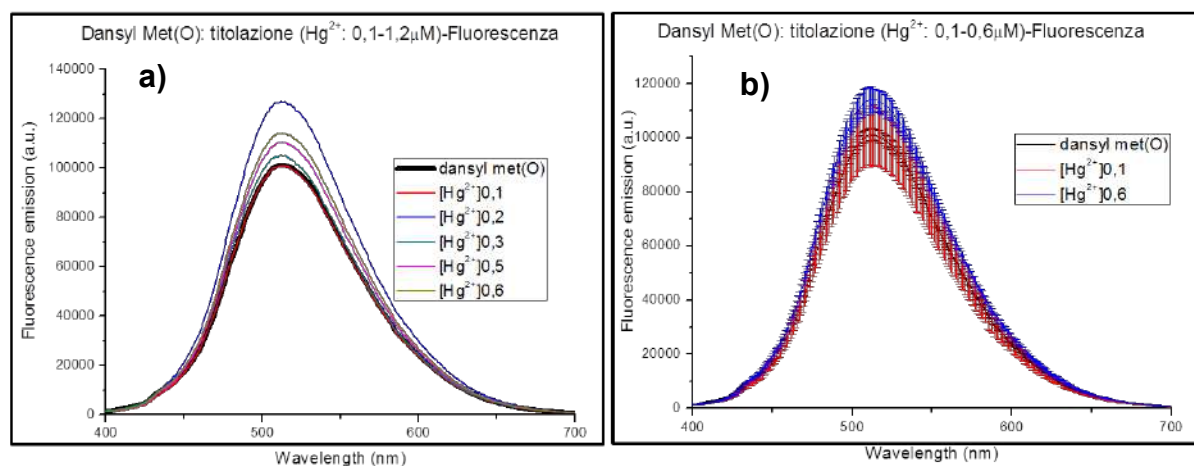 Dansyl Met(O): titolazione (Hg²⁺: 0,1-1,2μM)-Fluorescenza
a)
140000
120000
100000
80000
60000
40000
20000
0
Fluorescence emission (a.u.)
dansyl met(O)
[Hg²⁺]0,1
[Hg²⁺]0,2
[Hg²⁺]0,3
[Hg²⁺]0,5
[Hg²⁺]0,6
400 500 600 700
Wavelength (nm)
Dansyl Met(O): titolazione (Hg²⁺: 0,1-0,6μM)-Fluorescenza
b)
120000
100000
80000
60000
40000
20000
0
Fluorescence emission (a.u.)
dansyl met(O)
[Hg²⁺]0,1
[Hg²⁺]0,6
400 500 600 700
Wavelength (nm)